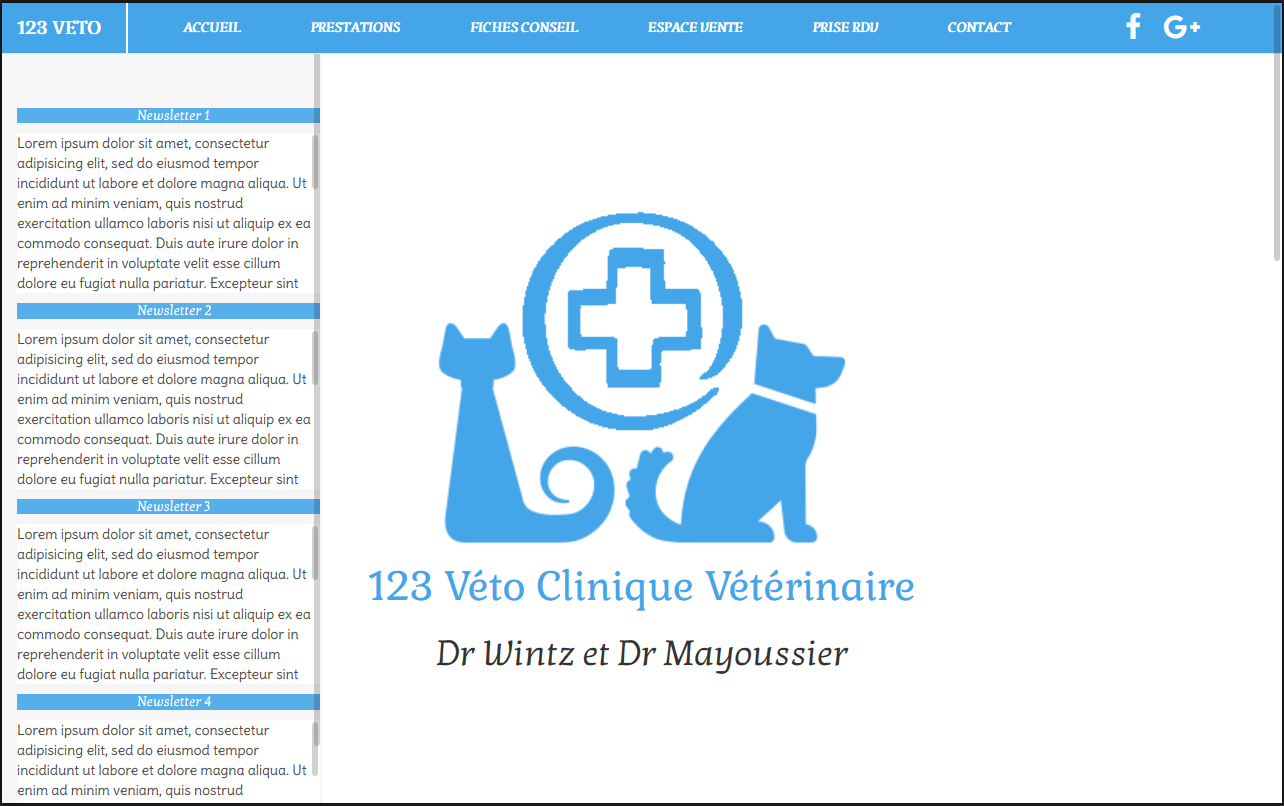 123 VETO
ACCUEIL
PRESTATIONS
FICHES CONSEIL
ESPACE VENTE
PRISE RDV
CONTACT
f G+
Newsletter 1
Lorem ipsum dolor sit amet, consectetur
adipisicing elit, sed do eiusmod tempor
incididunt ut labore et dolore magna aliqua. Ut
enim ad minim veniam, quis nostrud
exercitation ullamco laboris nisi ut aliquip ex ea
commodo consequat. Duis aute irure dolor in
reprehenderit in voluptate velit esse cillum
dolore eu fugiat nulla pariatur. Excepteur sint
Newsletter 2
Lorem ipsum dolor sit amet, consectetur
adipisicing elit, sed do eiusmod tempor
incididunt ut labore et dolore magna aliqua. Ut
enim ad minim veniam, quis nostrud
exercitation ullamco laboris nisi ut aliquip ex ea
commodo consequat. Duis aute irure dolor in
reprehenderit in voluptate velit esse cillum
dolore eu fugiat nulla pariatur. Excepteur sint
Newsletter 3
Lorem ipsum dolor sit amet, consectetur
adipisicing elit, sed do eiusmod tempor
incididunt ut labore et dolore magna aliqua. Ut
enim ad minim veniam, quis nostrud
exercitation ullamco laboris nisi ut aliquip ex ea
commodo consequat. Duis aute irure dolor in
reprehenderit in voluptate velit esse cillum
dolore eu fugiat nulla pariatur. Excepteur sint
Newsletter 4
Lorem ipsum dolor sit amet, consectetur
adipisicing elit, sed do eiusmod tempor
incididunt ut labore et dolore magna aliqua. Ut
enim ad minim veniam, quis nostrud
123 Véto Clinique Vétérinaire
Dr Wintz et Dr Mayoussier